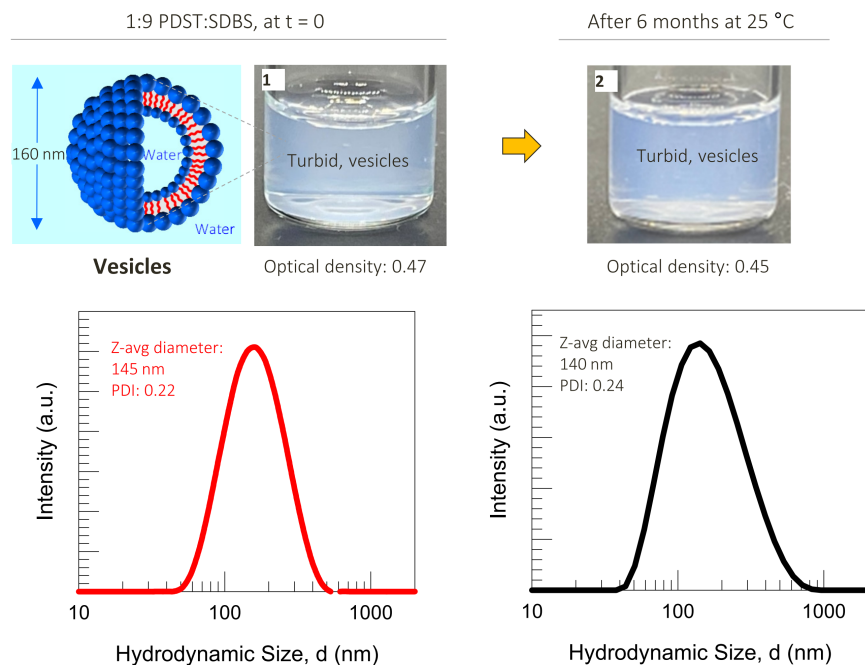 1:9 PDST:SDBS, at t = 0
After 6 months at 25 °C
160 nm
Water
Water
Vesicles
1
Turbid, vesicles
Optical density: 0.47
2
Turbid, vesicles
Optical density: 0.45
Z-avg diameter:
145 nm
PDI: 0.22
Intensity (a.u.)
10
100
1000
Hydrodynamic Size, d (nm)
Z-avg diameter:
140 nm
PDI: 0.24
Intensity (a.u.)
10
100
1000
Hydrodynamic Size, d (nm)